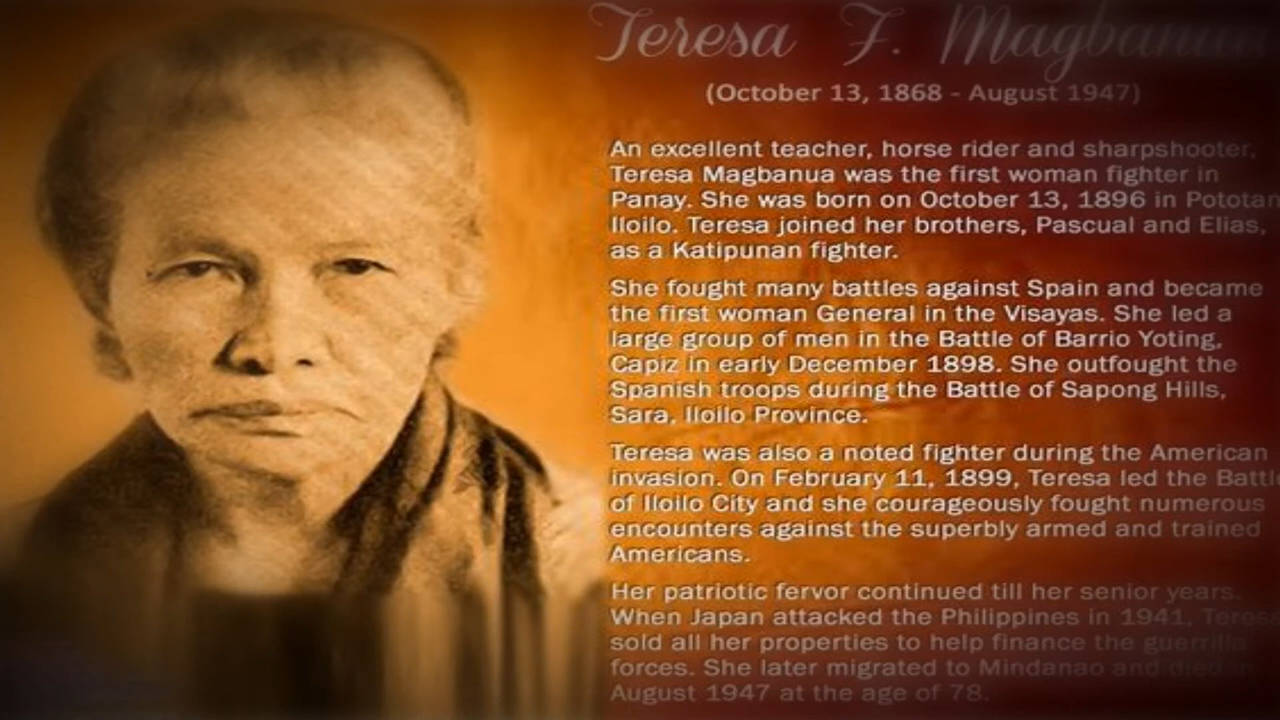 Teresa F. Magbanua
(October 13, 1868 - August 1947)
An excellent teacher, horse rider and sharpshooter,
Teresa Magbanua was the first woman fighter in
Panay. She was born on October 13, 1896 in Pototan
Iloilo. Teresa joined her brothers, Pascual and Elias,
as a Katipunan fighter.
She fought many battles against Spain and became
the first woman General in the Visayas. She led a
large group of men in the Battle of Barrio Yoting,
Capiz in early December 1898. She outfought the
Spanish troops during the Battle of Sapong Hills,
Sara, Iloilo Province.
Teresa was also a noted fighter during the American
invasion. On February 11, 1899, Teresa led the Battle
of Iloilo City and she courageously fought numerous
encounters against the superbly armed and trained
Americans.
Her patriotic fervor continued till her senior years.
When Japan attacked the Philippines in 1941, Teresa
sold all her properties to help finance the guerrilla
forces. She later migrated to Mindanao and died in
August 1947 at the age of 78.